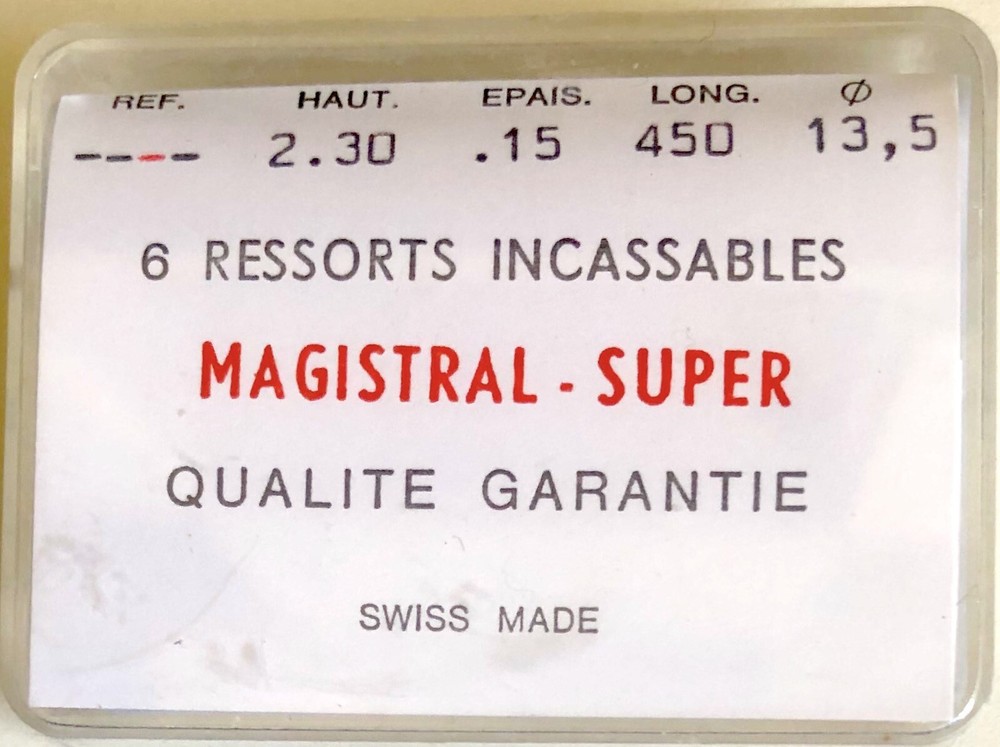 REF. HAUT. EPAIS. LONG. Ø
---- 2.30 .15 450 13,5
6 RESSORTS INCASSABLES
MAGISTRAL - SUPER
QUALITE GARANTIE
SWISS MADE